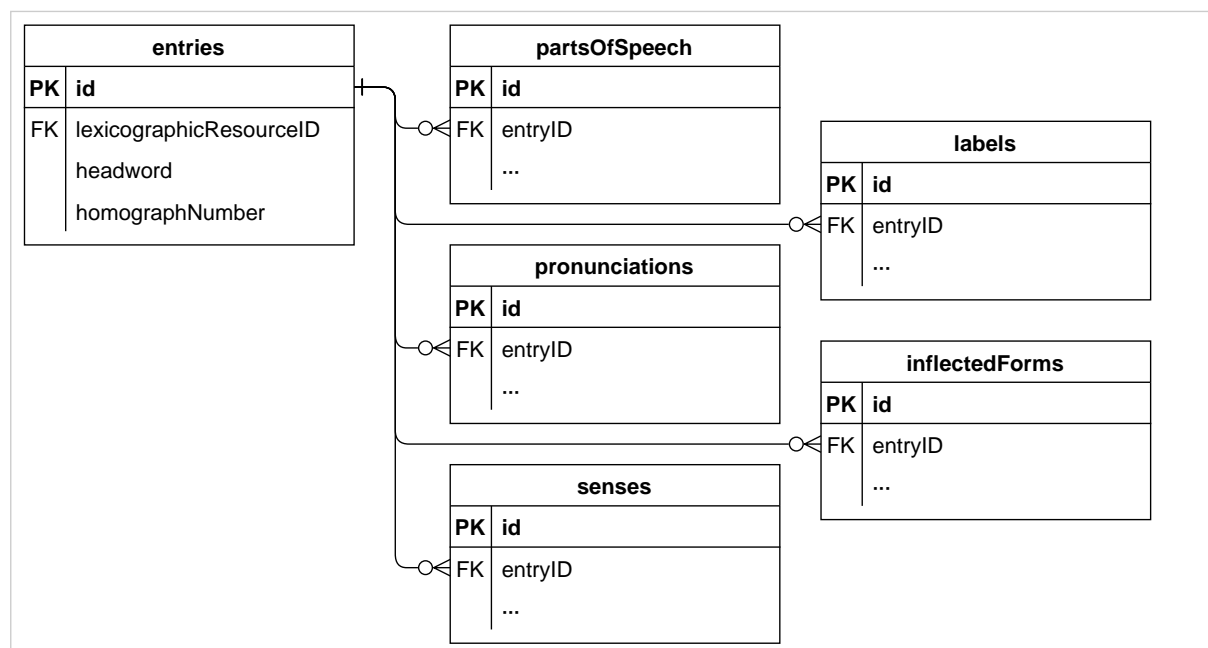 entries
PK id
FK lexicographicResourceID
headword
homographNumber
partsOfSpeech
PK id
FK entryID
...
labels
PK id
FK entryID
...
pronunciations
PK id
FK entryID
...
inflectedForms
PK id
FK entryID
...
senses
PK id
FK entryID
...